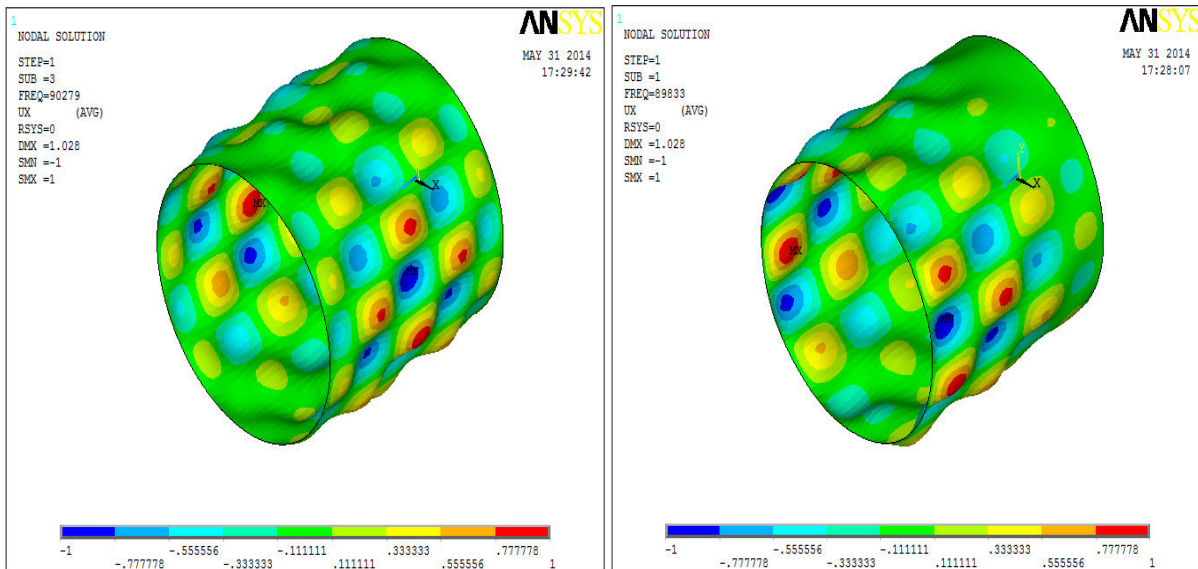 1
ANSYS
NODAL SOLUTION
MAY 31 2014
17:29:42
STEP=1
SUB =3
FREQ=90279
UX (AVG)
RSYS=0
DMX=1.028
SMN =-1
SMX =1
MX
X
MN
-1 -.555556 -.111111 .333333 .777778
-.777778 -.333333 .111111 .555556 1
1
ANSYS
NODAL SOLUTION
MAY 31 2014
17:28:07
STEP=1
SUB =1
FREQ=89833
UX (AVG)
RSYS=0
DMX=1.028
SMN =-1
SMX =1
Y
X
MX
MN
-1 -.555556 -.111111 .333333 .777778
-.777778 -.333333 .111111 .555556 1